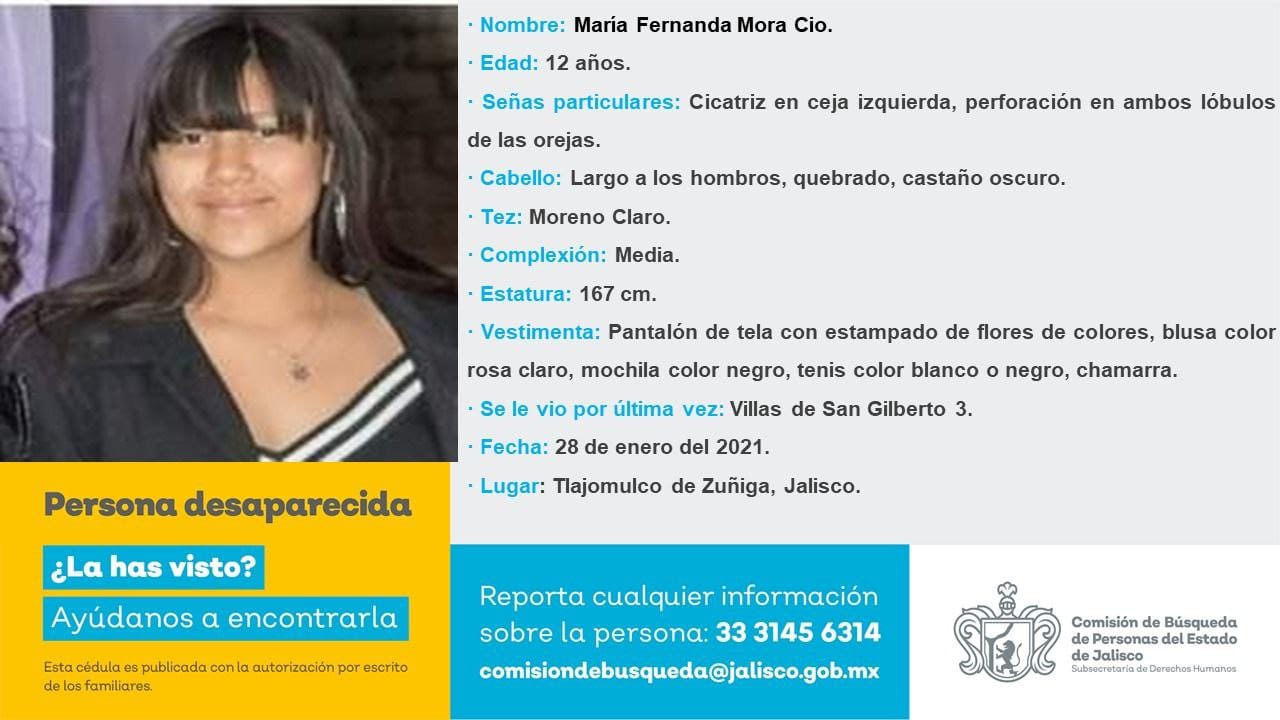 · Nombre: María Fernanda Mora Cio.
· Edad: 12 años.
· Señas particulares: Cicatriz en ceja izquierda, perforación en ambos lóbulos
de las orejas.
· Cabello: Largo a los hombros, quebrado, castaño oscuro.
· Tez: Moreno Claro.
· Complexión: Media.
· Estatura: 167 cm.
· Vestimenta: Pantalón de tela con estampado de flores de colores, blusa color
rosa claro, mochila color negro, tenis color blanco o negro, chamarra.
· Se le vio por última vez: Villas de San Gilberto 3.
· Fecha: 28 de enero del 2021.
· Lugar: Tlajomulco de Zuñiga, Jalisco.
Persona desaparecida
¿La has visto?
Ayúdanos a encontrarla
Esta cédula es publicada con la autorización por escrito
de los familiares.
Reporta cualquier información
sobre la persona: 33 3145 6314
comisiondebusqueda@jalisco.gob.mx
Comisión de Búsqueda
de Personas del Estado
de Jalisco
Subsecretaría de Derechos Humanos